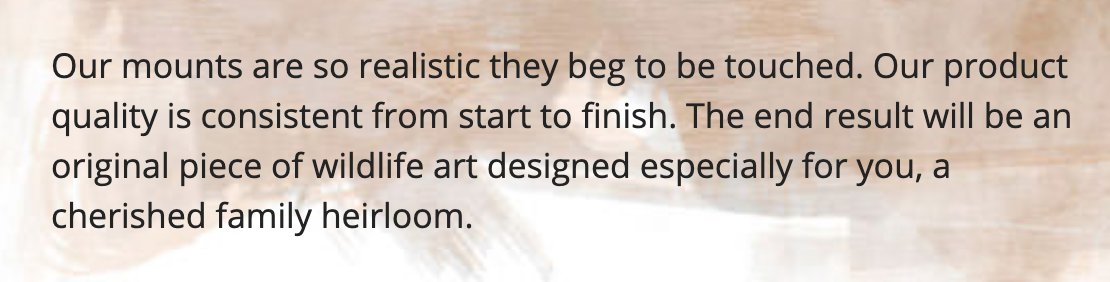 Our mounts are so realistic they beg to be touched. Our product
quality is consistent from start to finish. The end result will be an
original piece of wildlife art designed especially for you, a
cherished family heirloom.